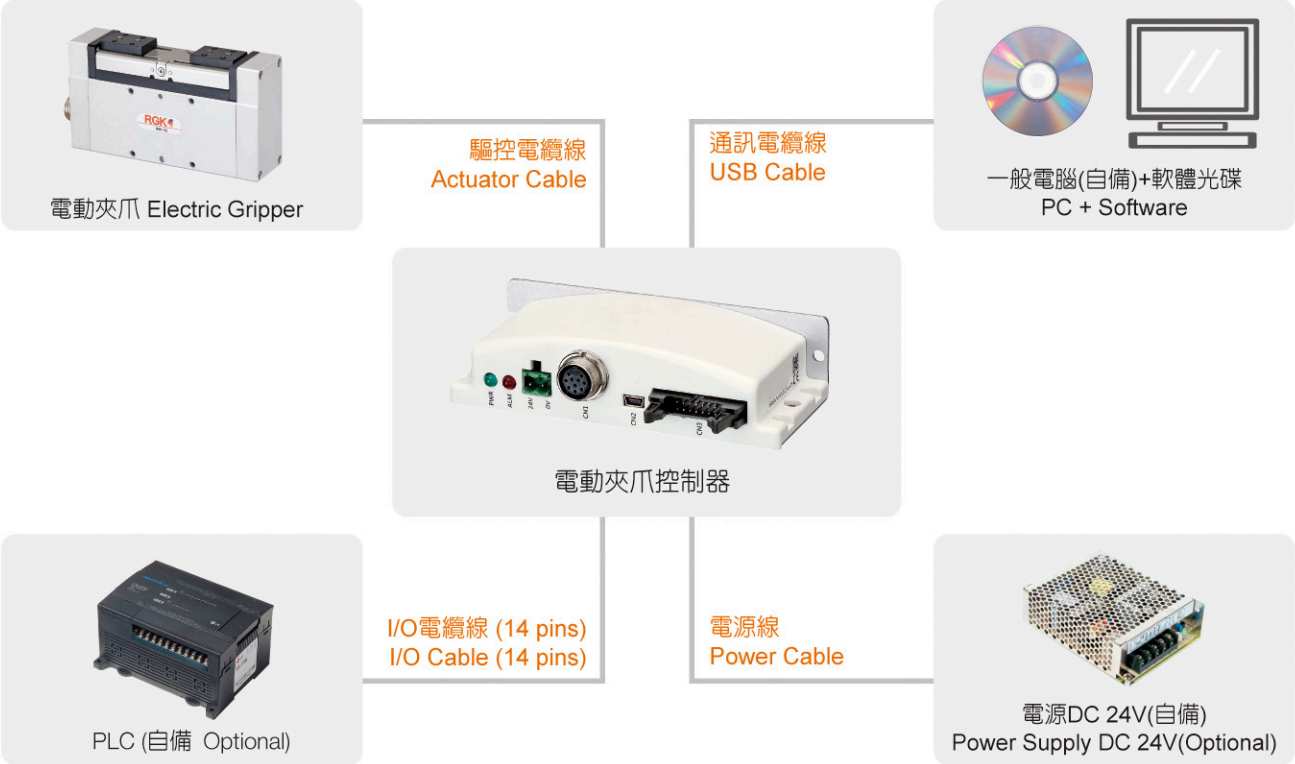 RGK
電動夾爪 Electric Gripper
驅控電纜線
Actuator Cable
通訊電纜線
USB Cable
一般電腦(自備)+軟體光碟
PC + Software
PWR
ALM
24V
0V
CN1
CN2
CN3
電動夾爪控制器
I/O電纜線 (14 pins)
I/O Cable (14 pins)
電源線
Power Cable
PLC (自備 Optional)
電源DC 24V(自備)
Power Supply DC 24V(Optional)